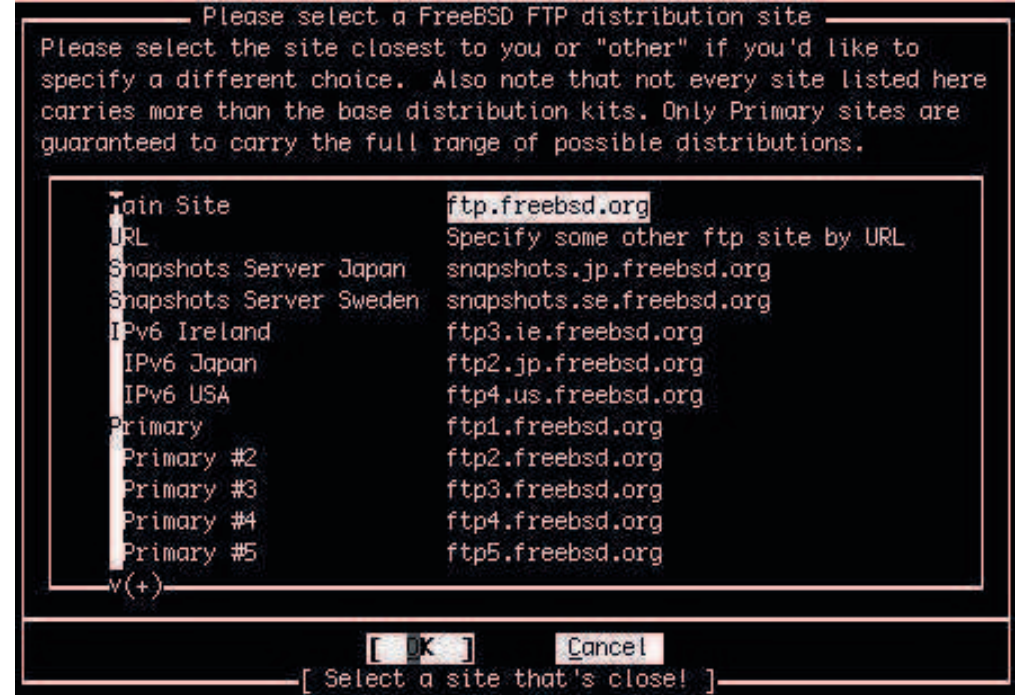 Please select a FreeBSD FTP distribution site
Please select the site closest to you or "other" if you'd like to
specify a different choice.  Also note that not every site listed here
carries more than the base distribution kits. Only Primary sites are
guaranteed to carry the full range of possible distributions.
Main Site ftp.freebsd.org
URL Specify some other ftp site by URL
Snapshots Server Japan snapshots.jp.freebsd.org
Snapshots Server Sweden snapshots.se.freebsd.org
IPv6 Ireland ftp3.ie.freebsd.org
IPv6 Japan ftp2.jp.freebsd.org
IPv6 USA ftp4.us.freebsd.org
Primary ftp1.freebsd.org
Primary #2 ftp2.freebsd.org
Primary #3 ftp3.freebsd.org
Primary #4 ftp4.freebsd.org
Primary #5 ftp5.freebsd.org
v(+)
[ OK ] Cancel
[ Select a site that's close! ]